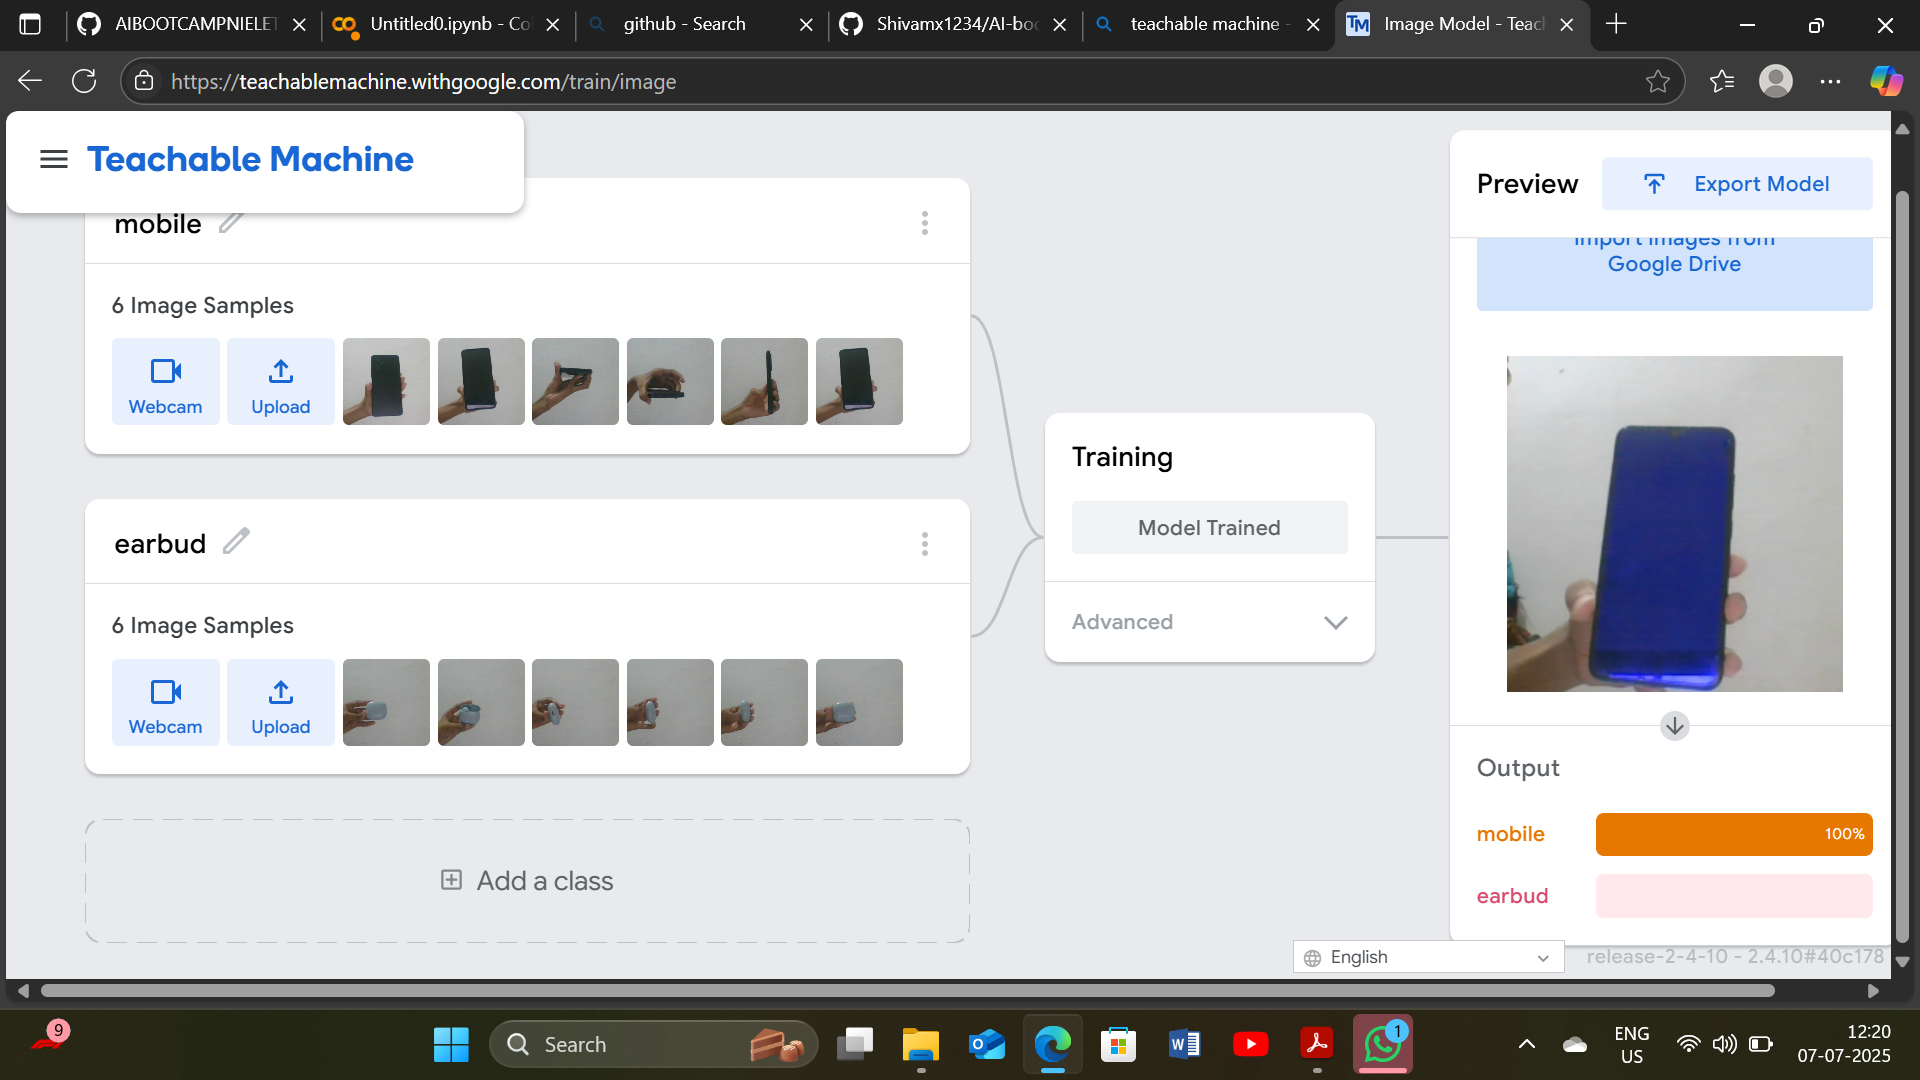 AIBOOTCAMPNIELET
Untitled0.ipynb - Co
github - Search
Shivamx1234/AI-boo
teachable machine -
Image Model - Teach
https://teachablemachine.withgoogle.com/train/image
Teachable Machine
mobile
6 Image Samples
Webcam
Upload
earbud
6 Image Samples
Webcam
Upload
Add a class
Training
Model Trained
Advanced
Preview
Export Model
Import images from
Google Drive
Output
mobile
100%
earbud
English
release-2-4-10 - 2.4.10#40c178
9
Search
1
ENG
US
12:20
07-07-2025